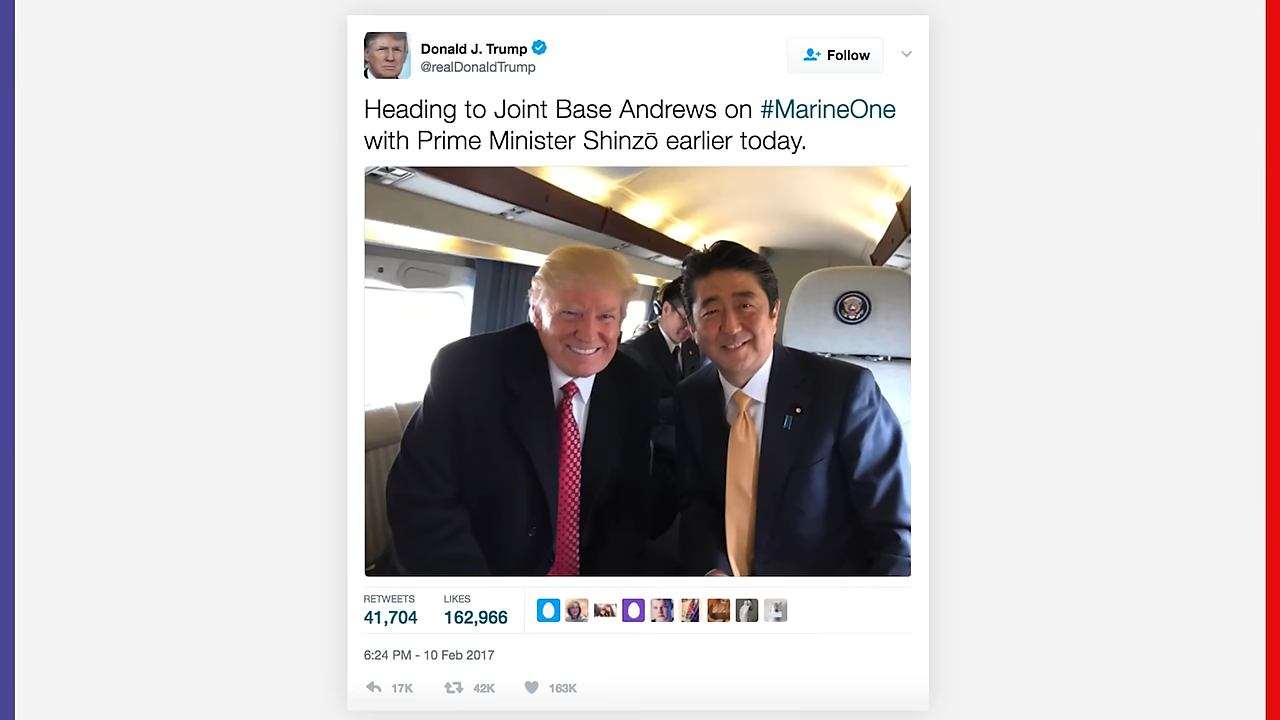 Donald J. Trump
@realDonaldTrump
Follow
Heading to Joint Base Andrews on #MarineOne
with Prime Minister Shinzō earlier today.
RETWEETS
41,704
LIKES
162,966
6:24 PM - 10 Feb 2017
17K
42K
163K